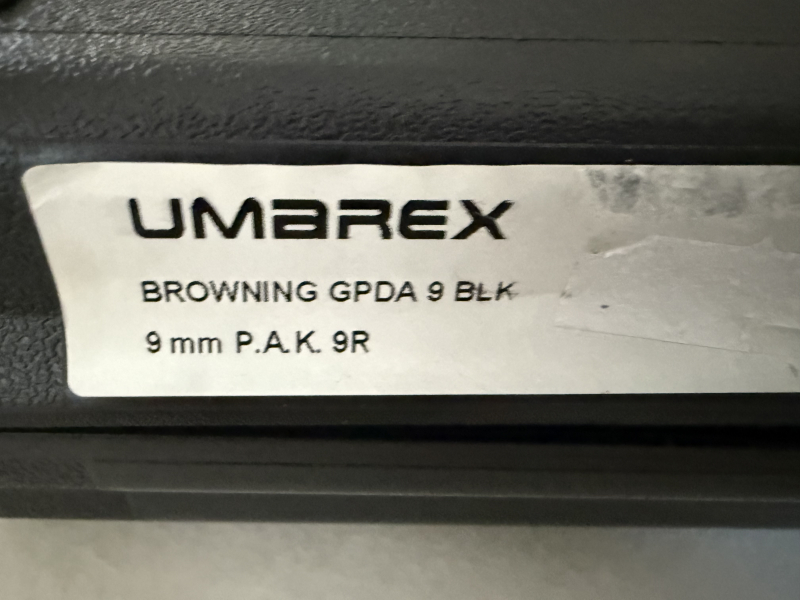 UMAREX
BROWNING GPDA 9 BLK
9 mm P.A.K. 9R